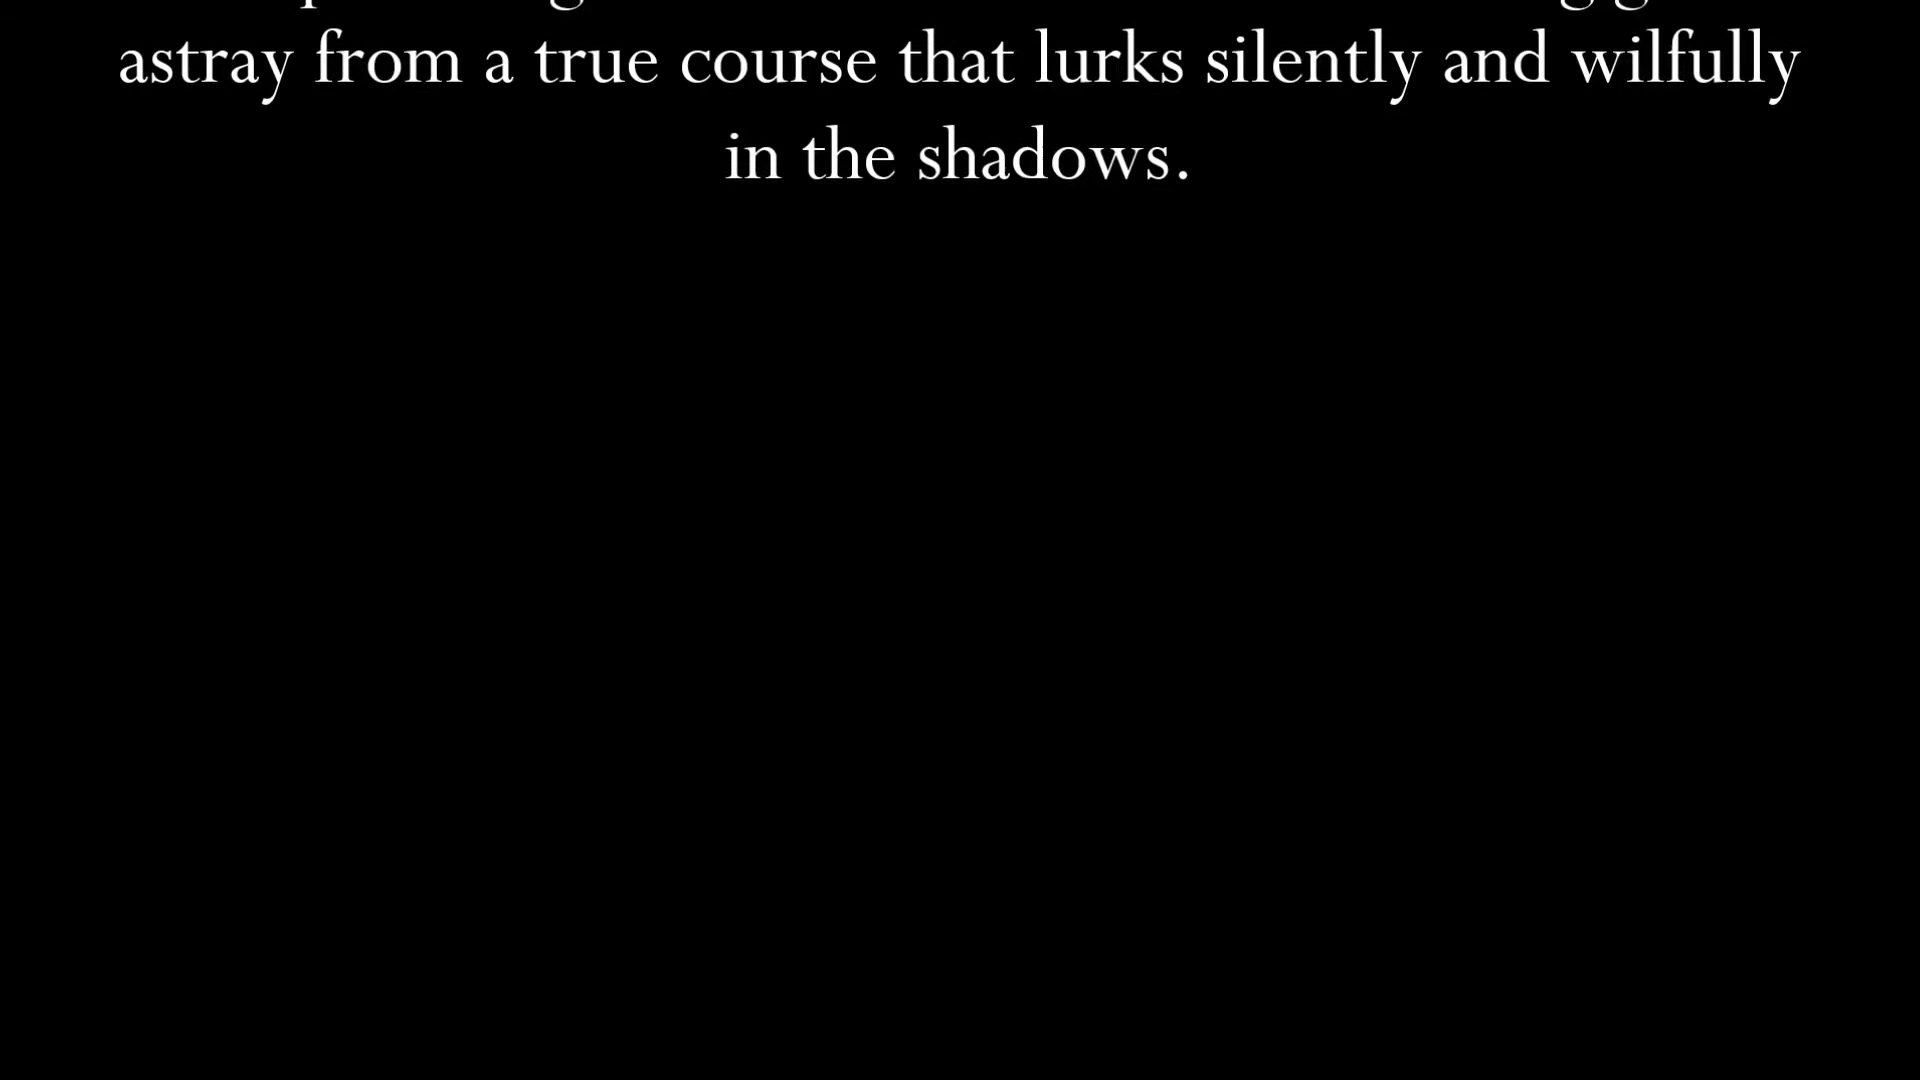 astray from a true course that lurks silently and wilfully
in the shadows.